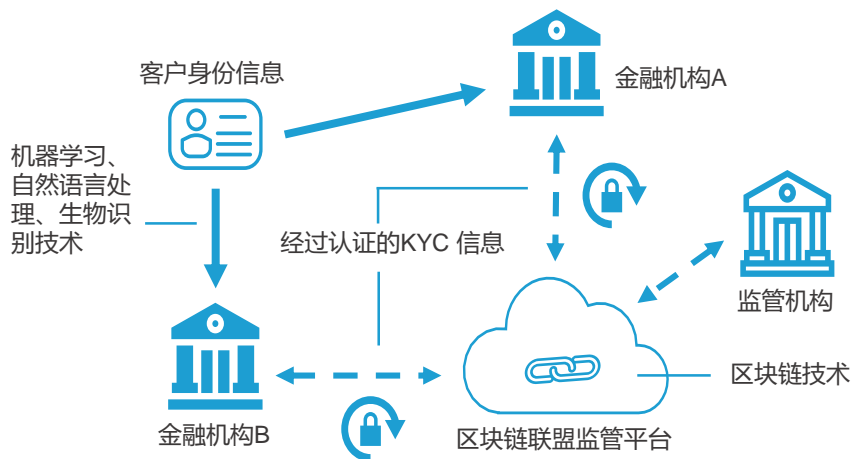 客户身份信息
金融机构A
机器学习、
自然语言处
理、生物识
别技术
经过认证的KYC 信息
监管机构
区块链技术
金融机构B
区块链联盟监管平台